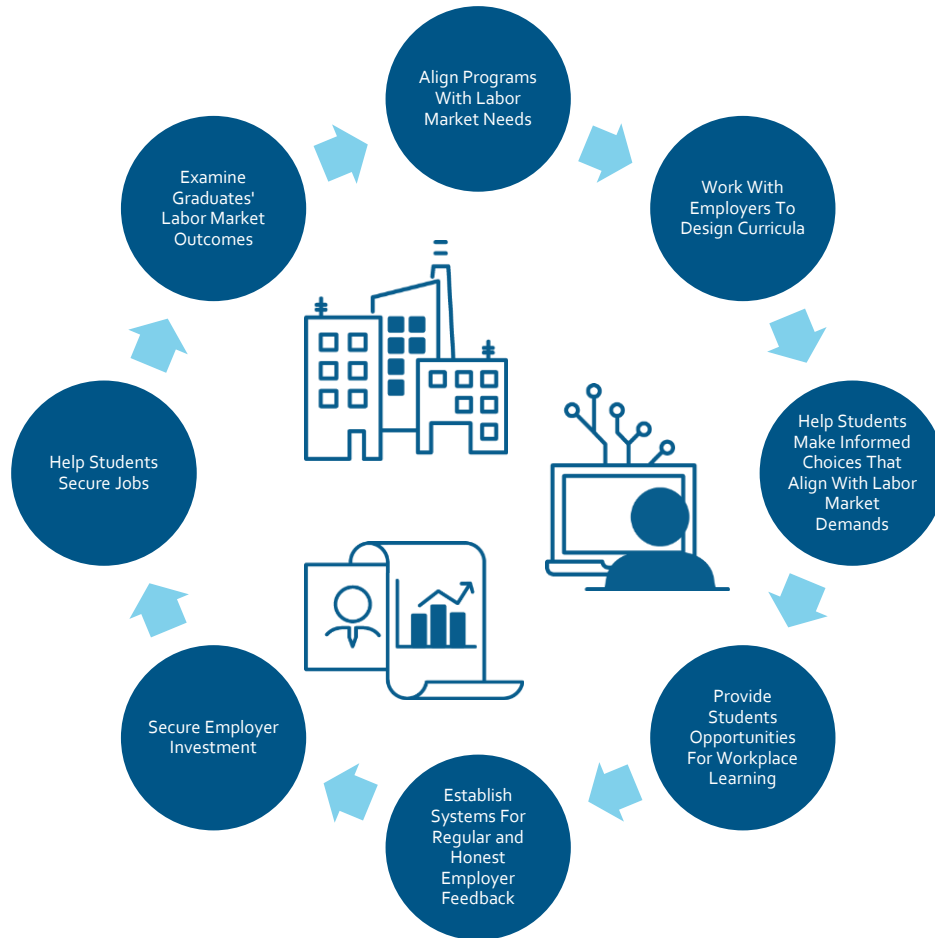 Align Programs
With Labor
Market Needs
Work With
Employers To
Design Curricula
Help Students
Make Informed
Choices That
Align With Labor
Market
Demands
Provide
Students
Opportunities
For Workplace
Learning
Establish
Systems For
Regular and
Honest
Employer
Feedback
Secure Employer
Investment
Help Students
Secure Jobs
Examine
Graduates'
Labor Market
Outcomes